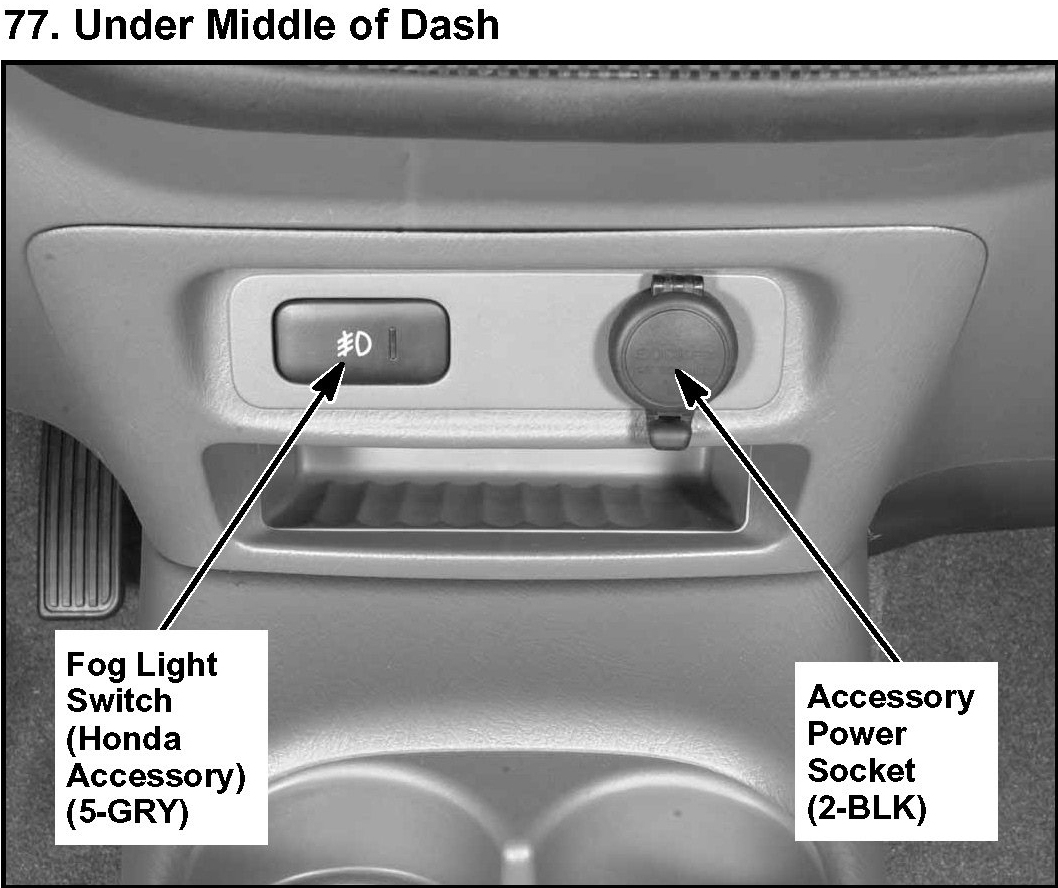 77. Under Middle of Dash
Fog Light
Switch
(Honda
Accessory)
(5-GRY)
Accessory
Power
Socket
(2-BLK)